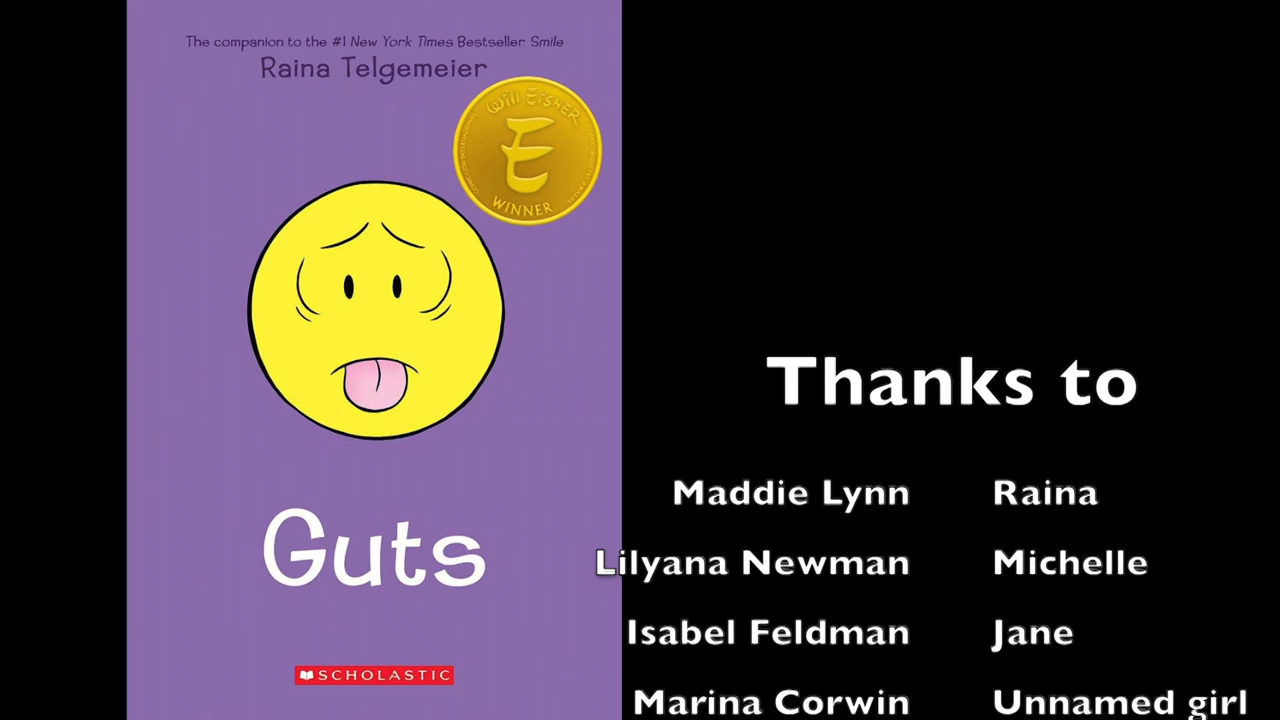 The companion to the #1 New York Times Bestseller Smile
Raina Telgemeier
Will Eisner
E
WINNER
Guts
SCHOLASTIC
Thanks to
Maddie Lynn Raina
Lilyana Newman Michelle
Isabel Feldman Jane
Marina Corwin Unnamed girl